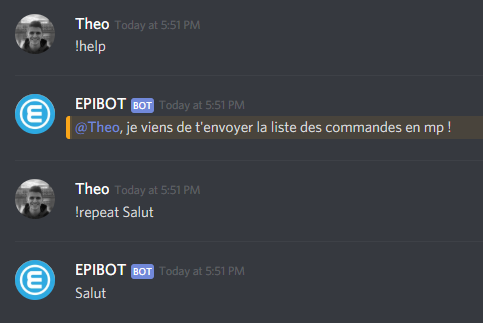 Theo Today at 5:51 PM
!help
EPIBOT BOT Today at 5:51 PM
@Theo, je viens de t'envoyer la liste des commandes en mp !
Theo Today at 5:51 PM
!repeat Salut
EPIBOT BOT Today at 5:51 PM
Salut